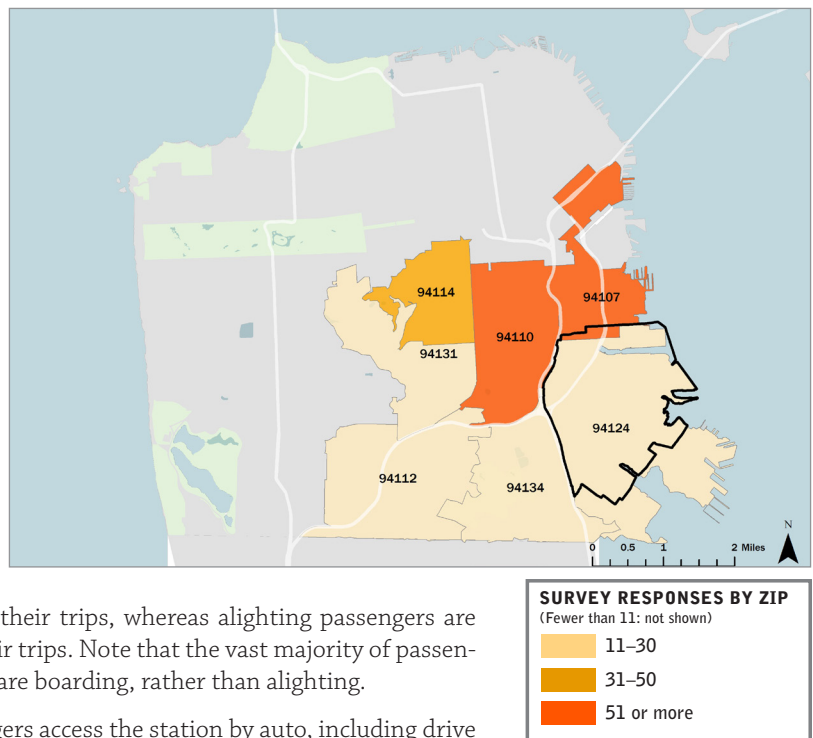 94114
94107
94110
94131
94124
94112
94134
N
0 0.5 1 2 Miles
their trips, whereas alighting passengers are
ir trips. Note that the vast majority of passen-
are boarding, rather than alighting.
gers access the station by auto, including drive
SURVEY RESPONSES BY ZIP
(Fewer than 11: not shown)
11–30
31–50
51 or more